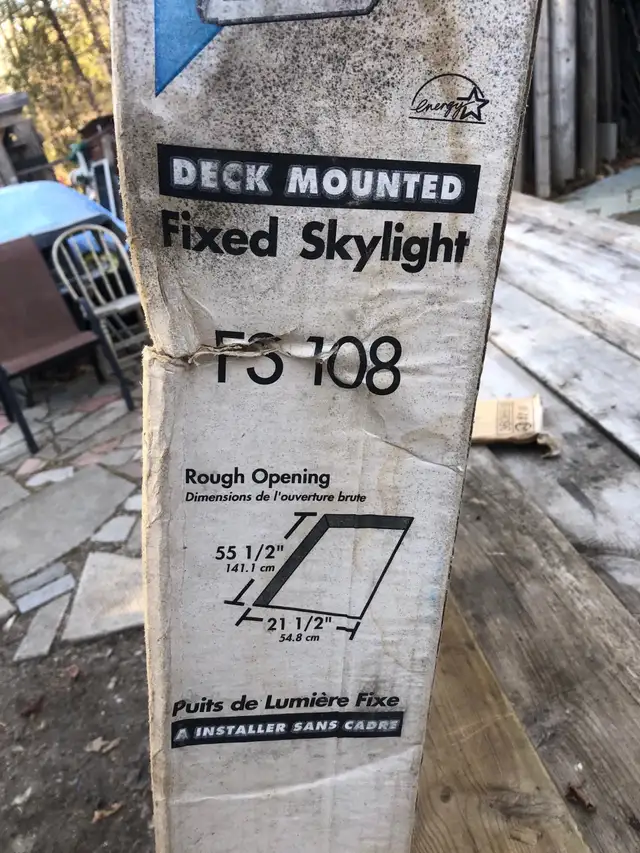 energy
DECK MOUNTED
Fixed Skylight
FS 108
Rough Opening
Dimensions de l'ouverture brute
55 1/2"
141.1 cm
21 1/2"
54.8 cm
Puits de Lumière Fixe
A INSTALLER SANS CADRE